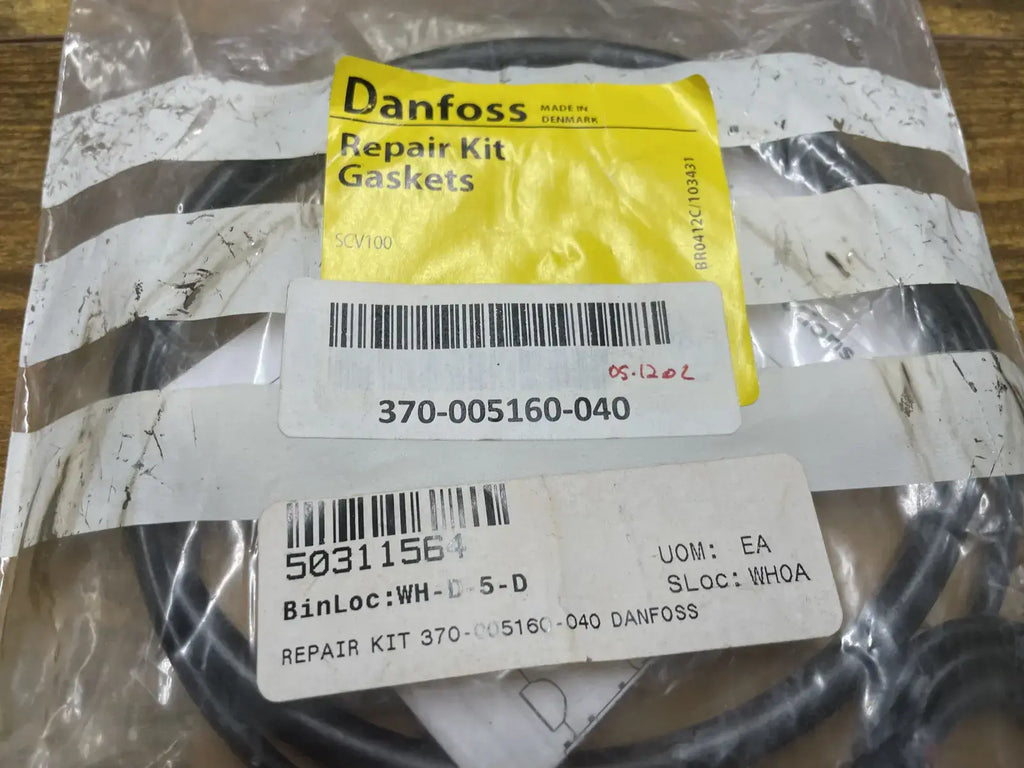 Danfoss MADE IN
DENMARK
Repair Kit
Gaskets
SCV100
BR0412C/103431
05.1202
370-005160-040
50311564
BinLoc:WH-D-5-D
UOM: EA
SLoc: WH0A
REPAIR KIT 370-005160-040 DANFOSS